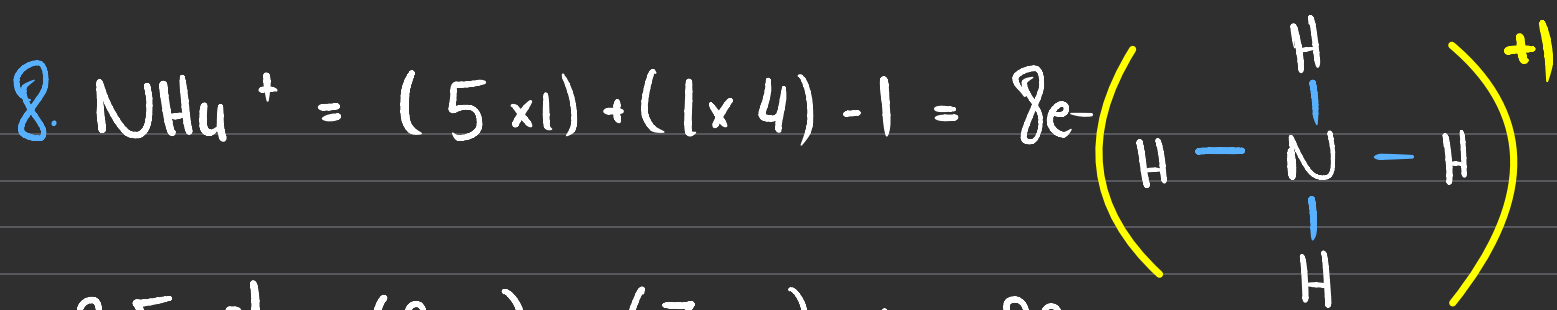 8. NH4⁺ = (5 x1) + (1 x 4) - 1 = 8e-
( H - N - H ) +1
H
H